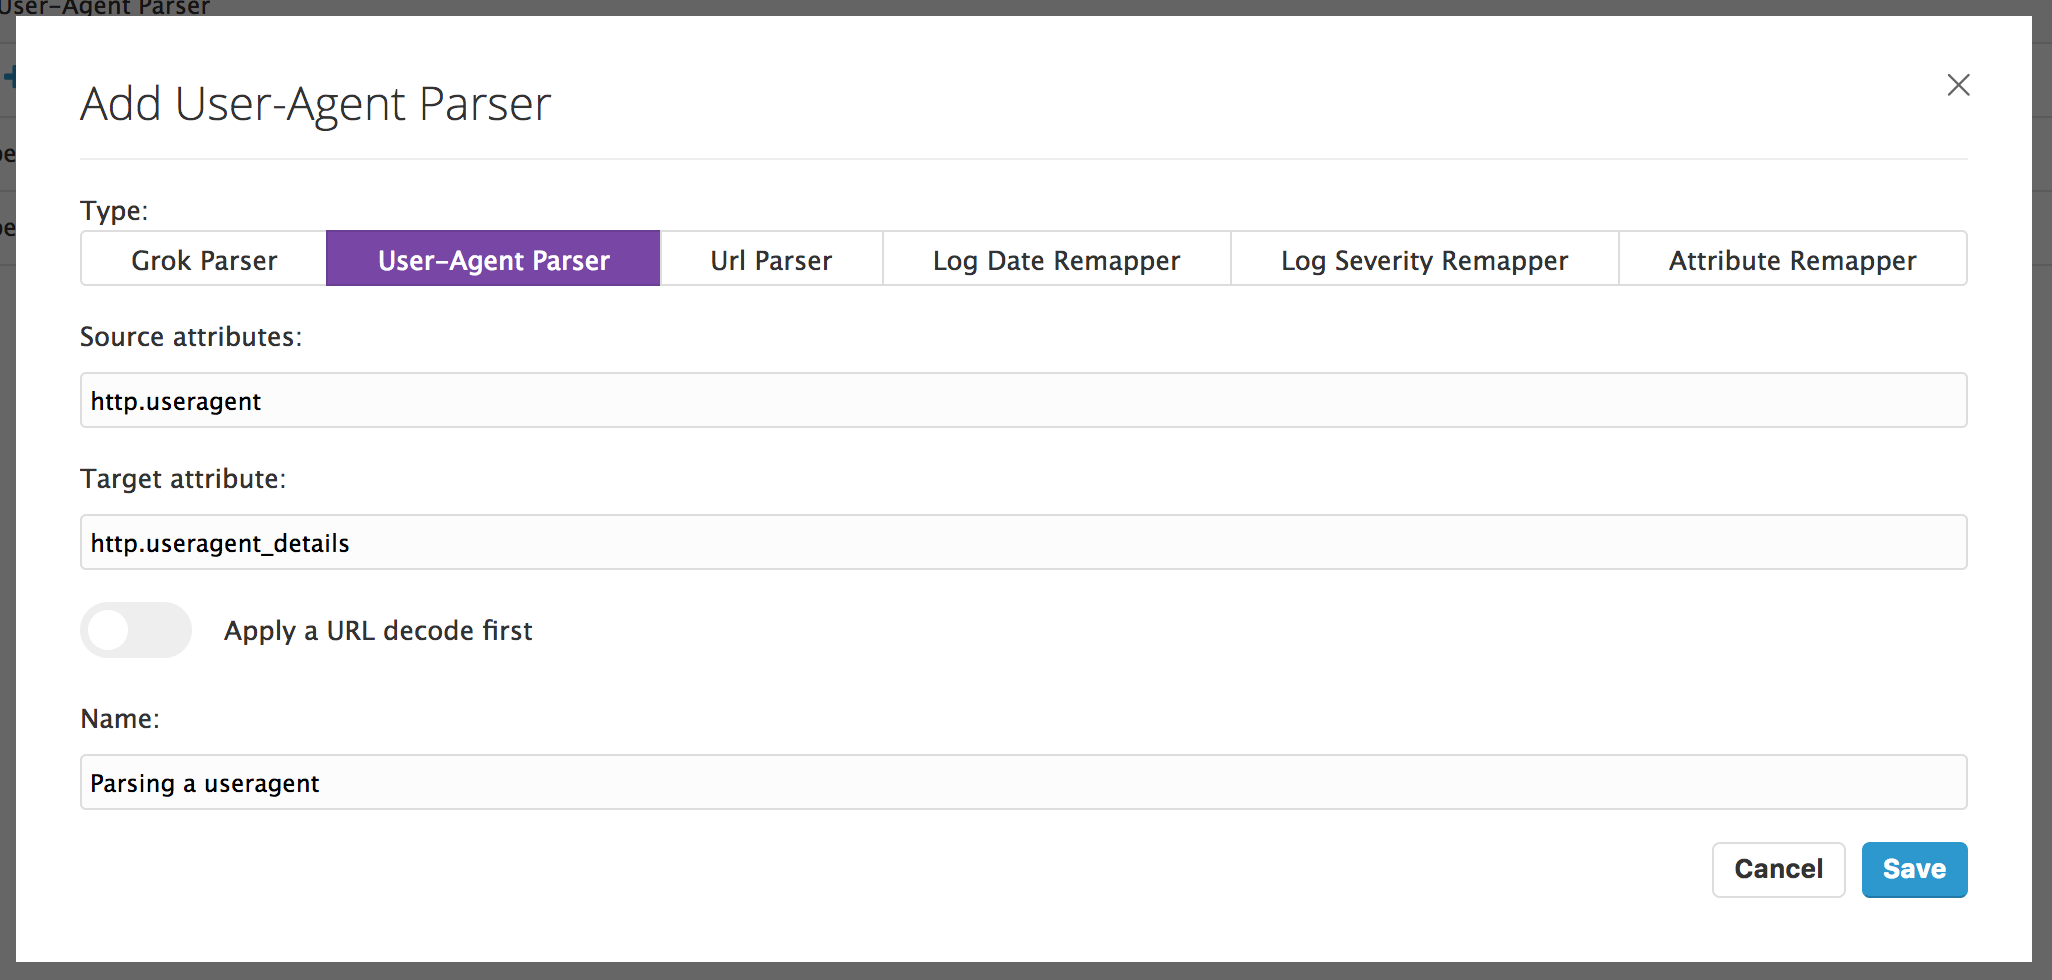 User-Agent Parser
Add User-Agent Parser
Type:
Grok Parser User-Agent Parser Url Parser Log Date Remapper Log Severity Remapper Attribute Remapper
Source attributes:
http.useragent
Target attribute:
http.useragent_details
Apply a URL decode first
Name:
Parsing a useragent
Cancel Save